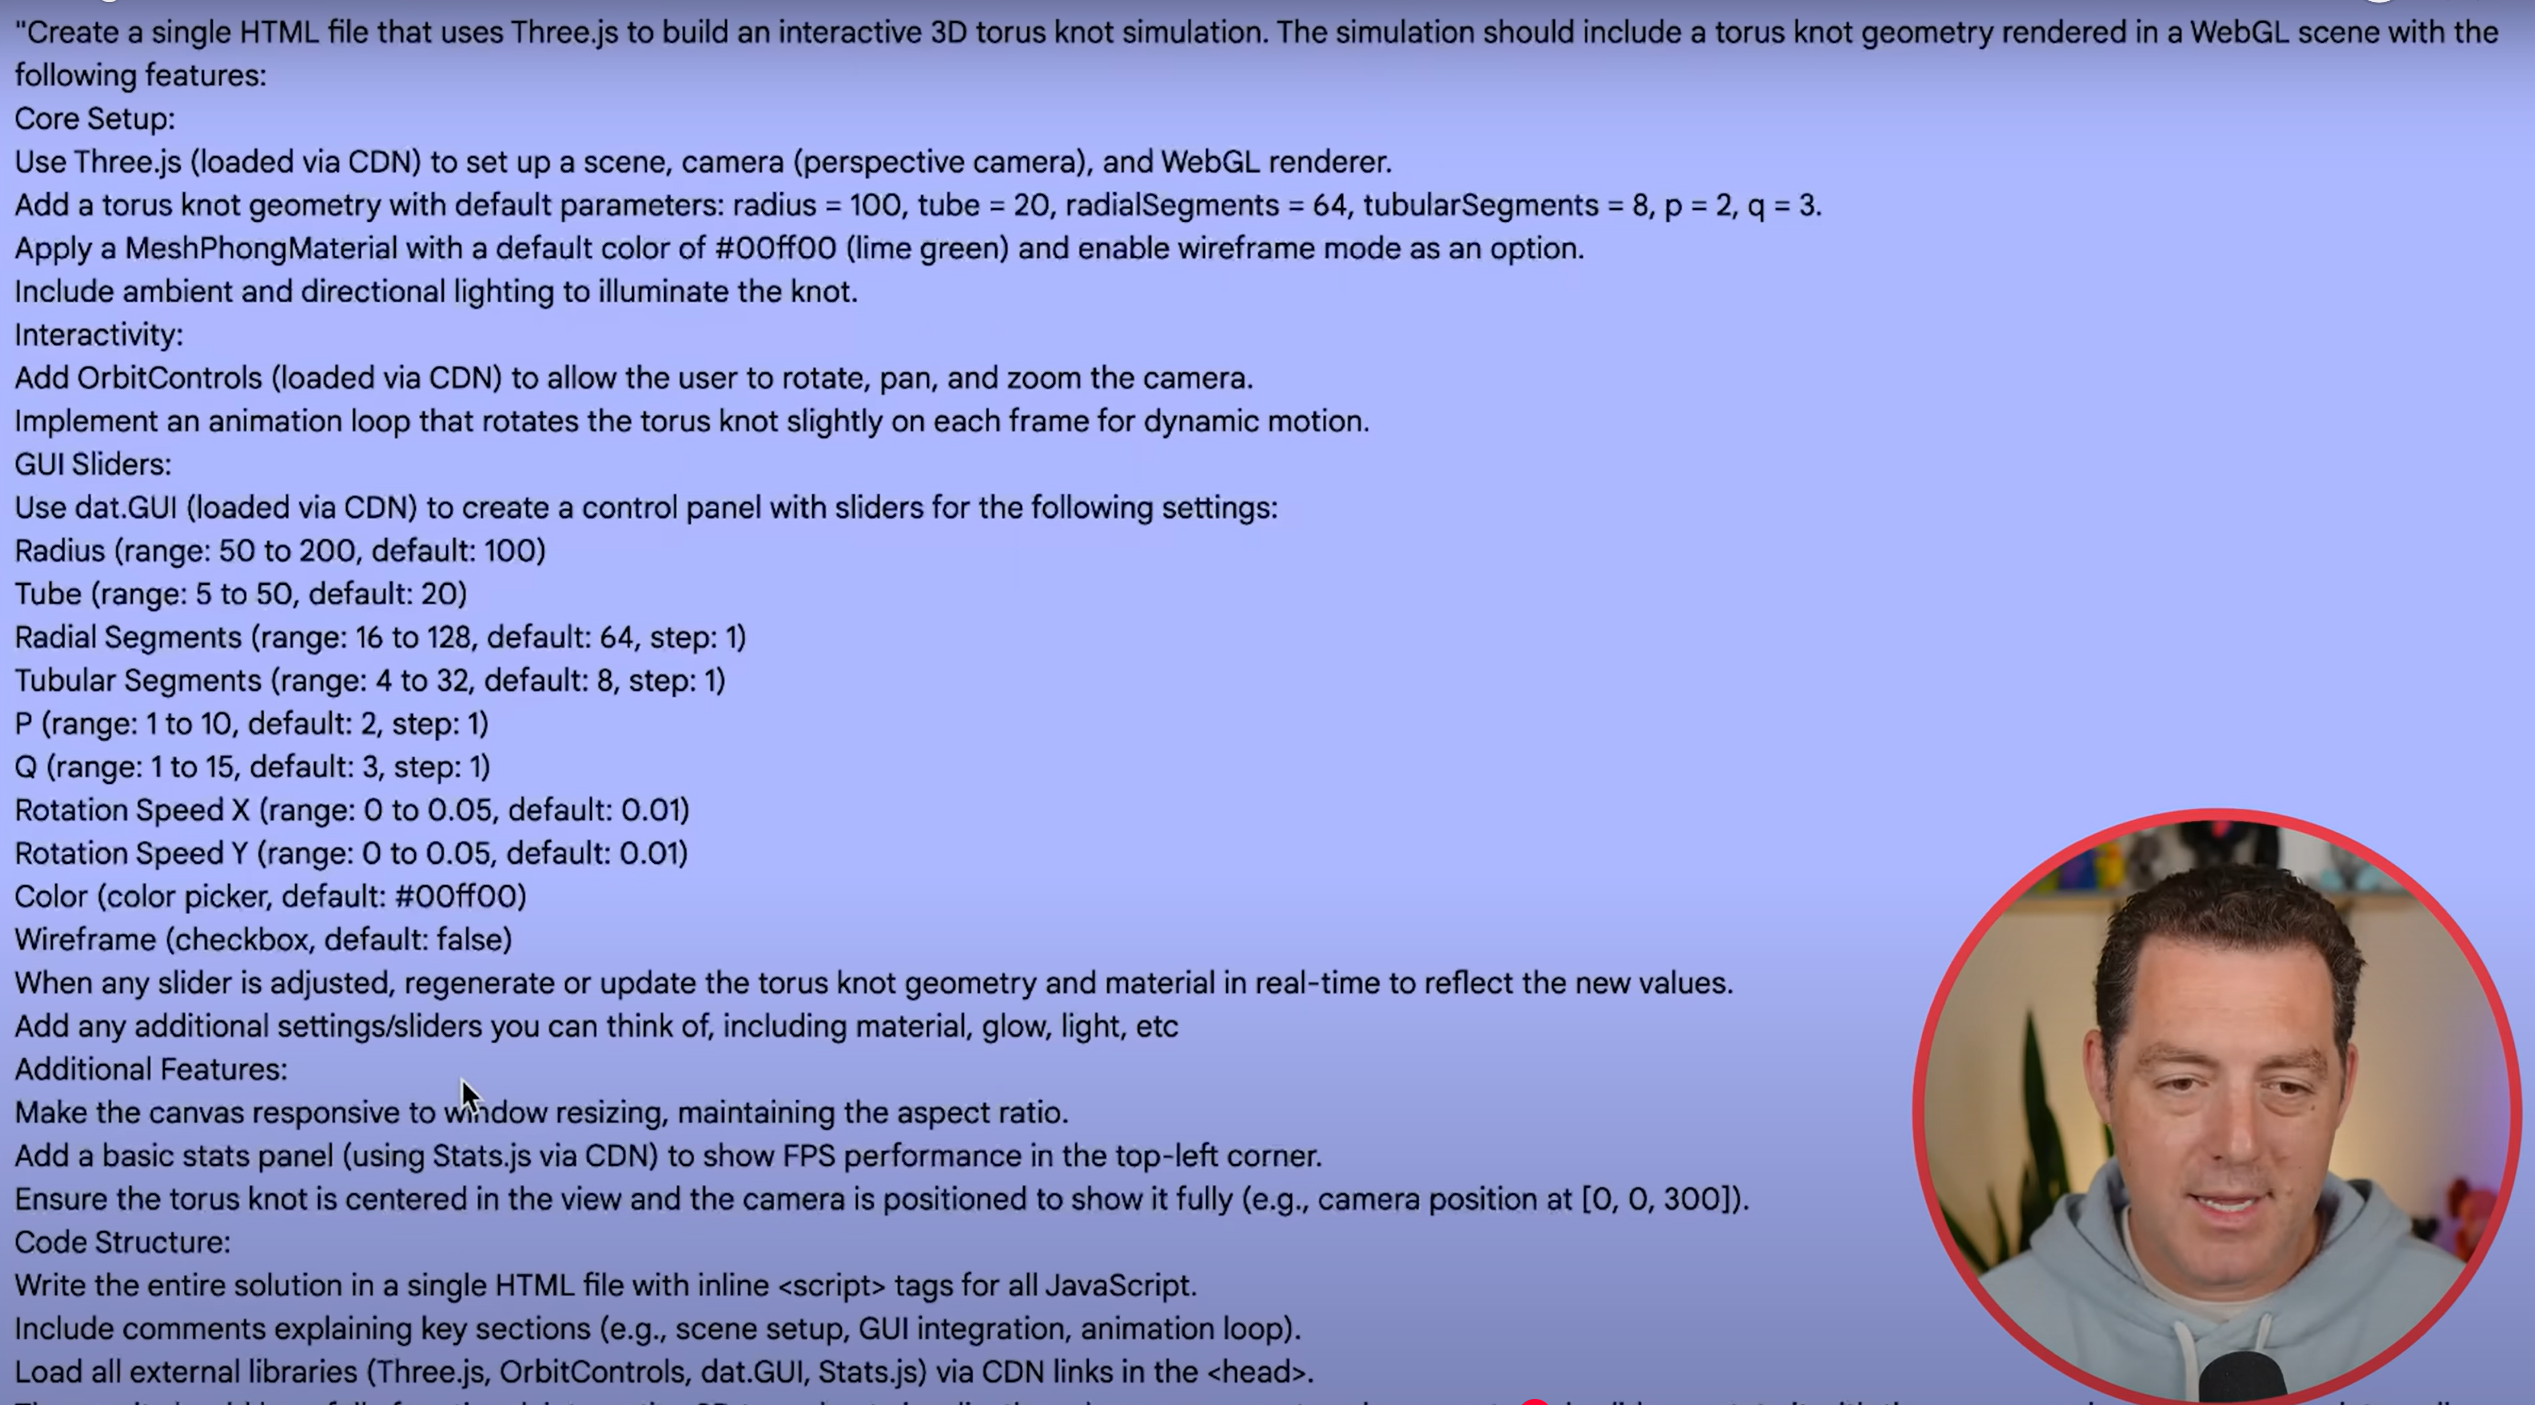 "Create a single HTML file that uses Three.js to build an interactive 3D torus knot simulation. The simulation should include a torus knot geometry rendered in a WebGL scene with the
following features:
Core Setup:
Use Three.js (loaded via CDN) to set up a scene, camera (perspective camera), and WebGL renderer.
Add a torus knot geometry with default parameters: radius = 100, tube = 20, radialSegments = 64, tubularSegments = 8, p = 2, q = 3.
Apply a MeshPhongMaterial with a default color of #00ff00 (lime green) and enable wireframe mode as an option.
Include ambient and directional lighting to illuminate the knot.
Interactivity:
Add OrbitControls (loaded via CDN) to allow the user to rotate, pan, and zoom the camera.
Implement an animation loop that rotates the torus knot slightly on each frame for dynamic motion.
GUI Sliders:
Use dat.GUI (loaded via CDN) to create a control panel with sliders for the following settings:
Radius (range: 50 to 200, default: 100)
Tube (range: 5 to 50, default: 20)
Radial Segments (range: 16 to 128, default: 64, step: 1)
Tubular Segments (range: 4 to 32, default: 8, step: 1)
P (range: 1 to 10, default: 2, step: 1)
Q (range: 1 to 15, default: 3, step: 1)
Rotation Speed X (range: 0 to 0.05, default: 0.01)
Rotation Speed Y (range: 0 to 0.05, default: 0.01)
Color (color picker, default: #00ff00)
Wireframe (checkbox, default: false)
When any slider is adjusted, regenerate or update the torus knot geometry and material in real-time to reflect the new values.
Add any additional settings/sliders you can think of, including material, glow, light, etc
Additional Features:
Make the canvas responsive to window resizing, maintaining the aspect ratio.
Add a basic stats panel (using Stats.js via CDN) to show FPS performance in the top-left corner.
Ensure the torus knot is centered in the view and the camera is positioned to show it fully (e.g., camera position at [0, 0, 300]).
Code Structure:
Write the entire solution in a single HTML file with inline <script> tags for all JavaScript.
Include comments explaining key sections (e.g., scene setup, GUI integration, animation loop).
Load all external libraries (Three.js, OrbitControls, dat.GUI, Stats.js) via CDN links in the <head>.